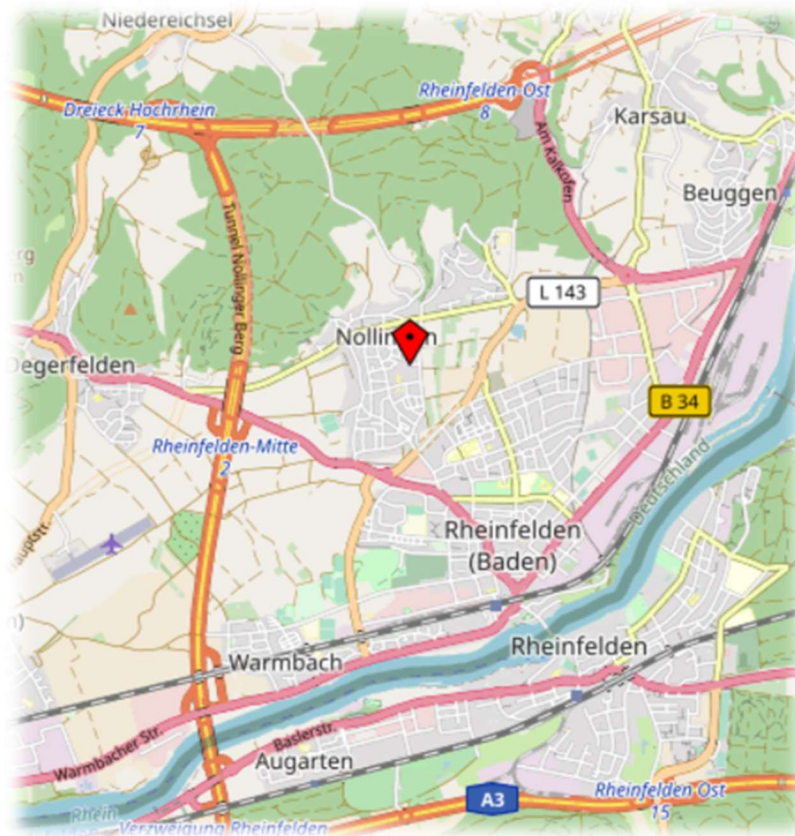 Niedereichsel
Dreieck Hochrhein
7
Rheinfelden-Ost
8
Karsau
Am Kalkofen
Beuggen
Tunnel Nollinger Berg
L 143
Degerfelden
B 34
Rheinfelden-Mitte
2
Deutschland
Rheinfelden
(Baden)
Rheinfelden
Warmbach
Warmbacher Str.
Baslerstr.
Augarten
A3
Rheinfelden Ost
15
Rhein
Verzweigung Rheinfelden